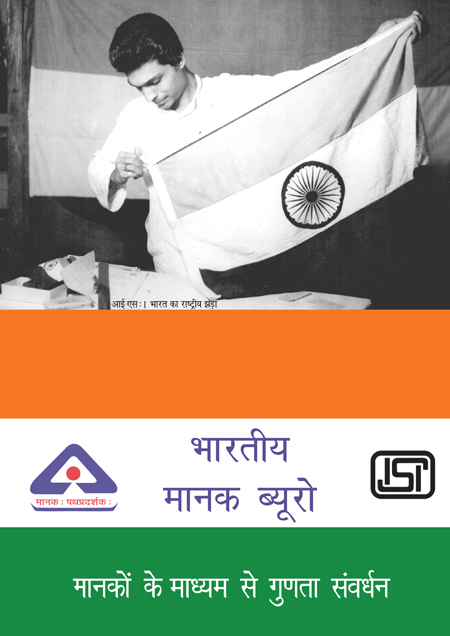 आई एस: 1 भारत का राष्ट्रीय झंड़ा
भारतीय
मानक ब्यूरो
मानक: पथप्रदर्शक:
ISI
मानकों के माध्यम से गुणता संवर्धन